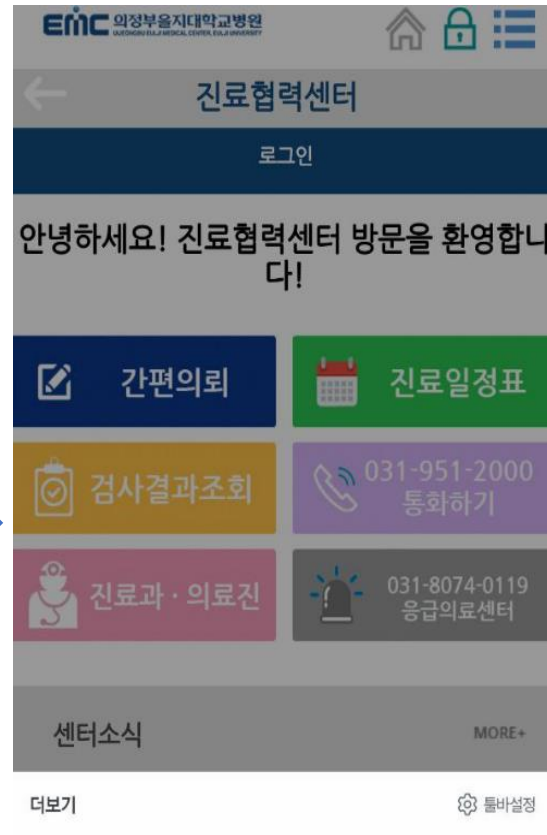 EMC 의정부을지대학교병원
UIJEONGBU EULJI MEDICAL CENTER, EULJI UNIVERSITY
진료협력센터
로그인
안녕하세요! 진료협력센터 방문을 환영합니
다!
간편의뢰
진료일정표
검사결과조회
031-951-2000
통화하기
진료과 · 의료진
031-8074-0119
응급의료센터
센터소식
MORE+
더보기
툴바설정